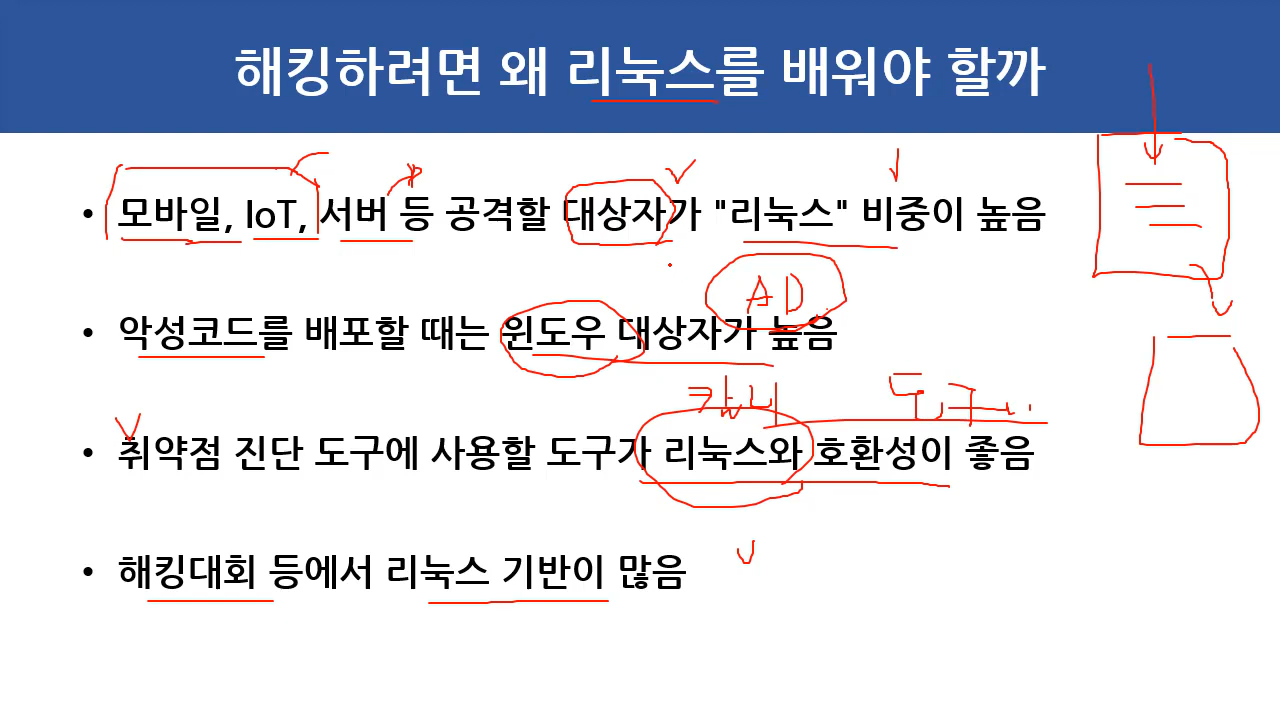 해킹하려면 왜 리눅스를 배워야 할까
• 모바일, IoT, 서버 등 공격할 대상자가 "리눅스" 비중이 높음
AD
• 악성코드를 배포할 때는 윈도우 대상자가 높음
칼리 도구..
• 취약점 진단 도구에 사용할 도구가 리눅스와 호환성이 좋음
• 해킹대회 등에서 리눅스 기반이 많음